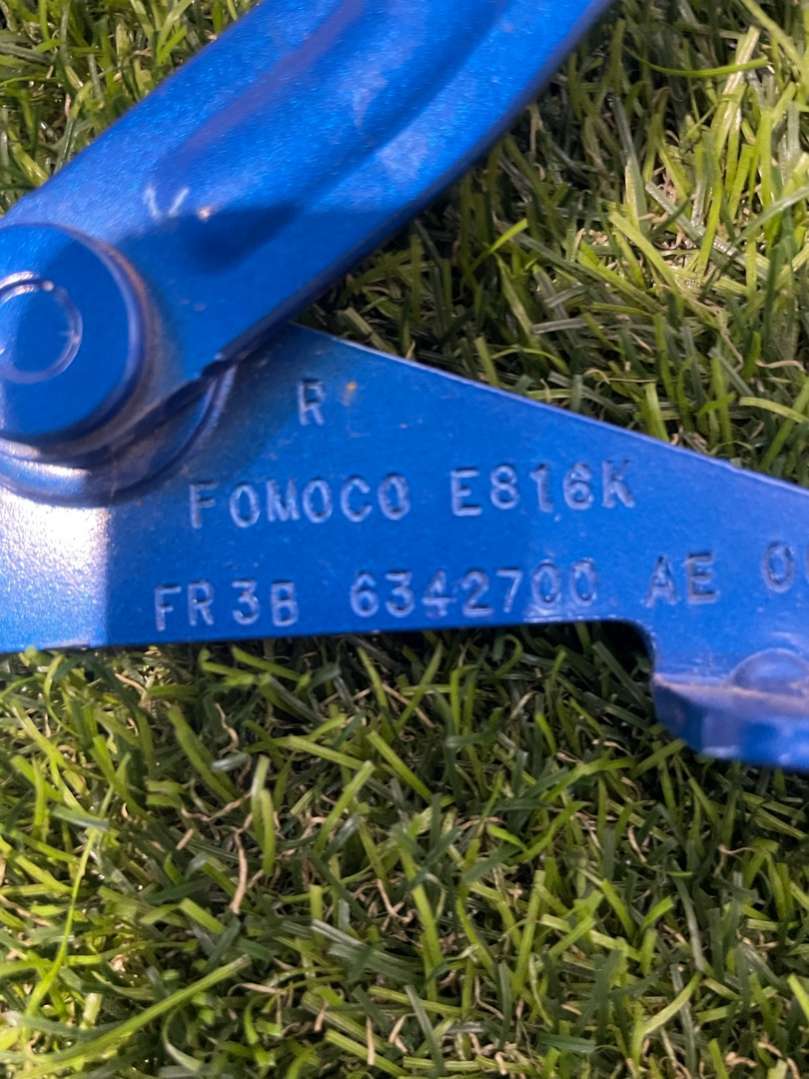 R
FOMOCO E816K
FR3B 6342700 AE